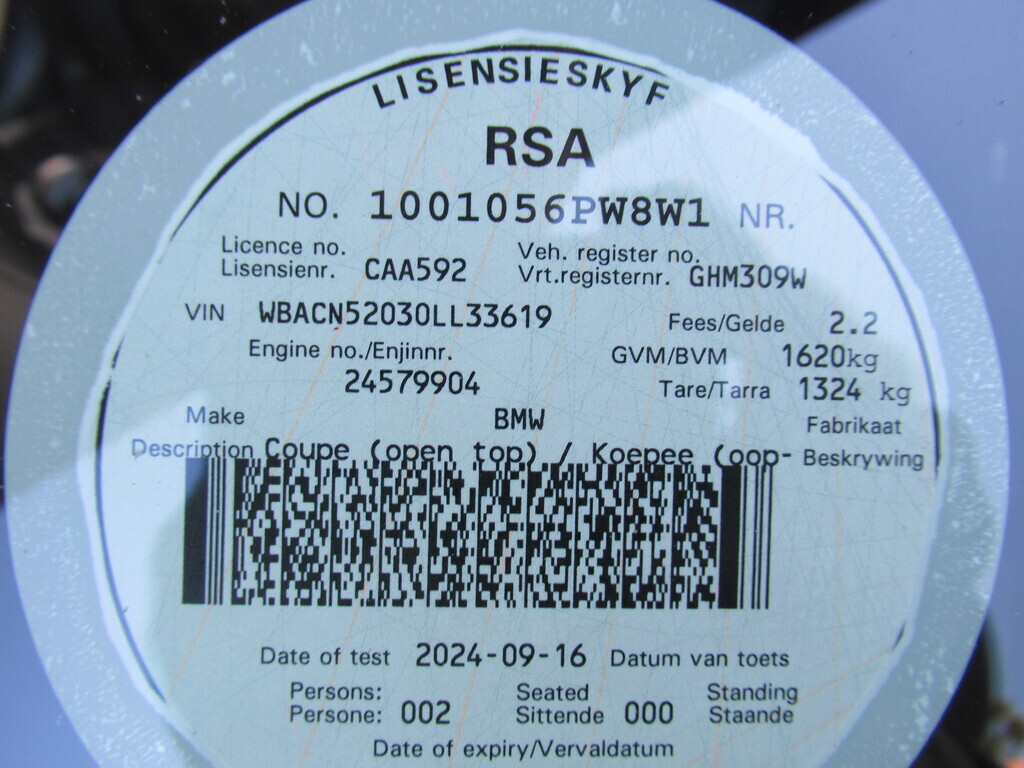 LISENSIESKYF
RSA
NO. 1001056PW8W1 NR.
Licence no.
Lisensienr. CAA592
Veh. register no.
Vrt.registernr. GHM309W
VIN WBACN52030LL33619 Fees/Gelde 2.2
Engine no./Enjinnr. GVM/BVM 1620kg
24579904 Tare/Tarra 1324 kg
Make BMW Fabrikaat
Description Coupe (open top) / Koepee (oop- Beskrywing
Date of test 2024-09-16 Datum van toets
Persons: Seated Standing
Persone: 002 Sittende 000 Staande
Date of expiry/Vervaldatum